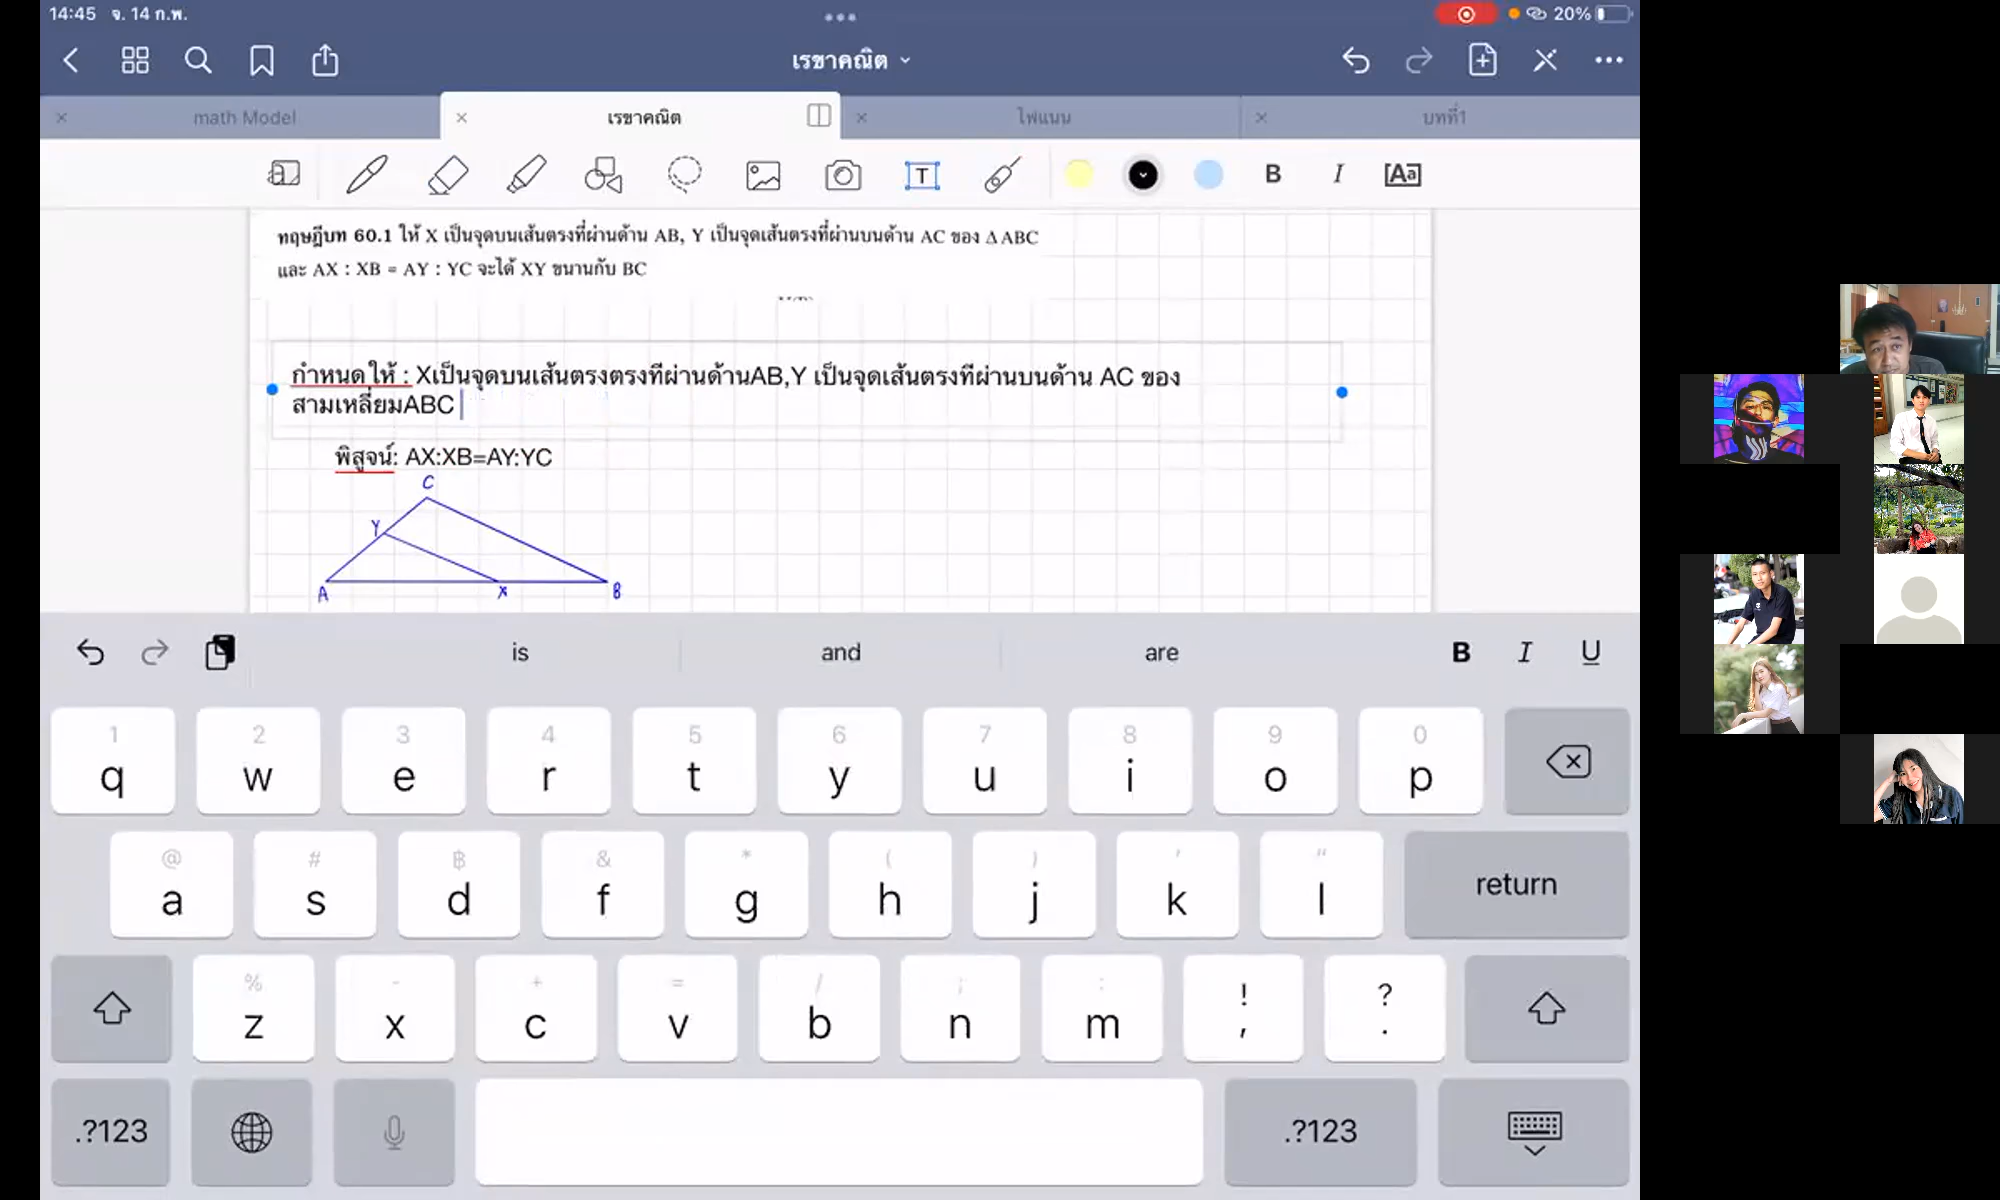 14:45 จ. 14 ก.พ.
20%
เรขาคณิต
math Model
เรขาคณิต
ไฟแนน
บทที่1
T
B I Aa
ทฤษฎีบท 60.1 ให้ X เป็นจุดบนเส้นตรงที่ผ่านด้าน AB, Y เป็นจุดเส้นตรงที่ผ่านบนด้าน AC ของ Δ ABC
และ AX : XB = AY : YC จะได้ XY ขนานกับ BC
กำหนดให้ : Xเป็นจุดบนเส้นตรงตรงที่ผ่านด้านAB,Y เป็นจุดเส้นตรงที่ผ่านบนด้าน AC ของ
สามเหลี่ยมABC
พิสูจน์: AX:XB=AY:YC
C
Y
A X B
is and are
B I U
1 2 3 4 5 6 7 8 9 0
q w e r t y u i o p
@ # ฿ & * ( ) ' "
a s d f g h j k l
return
% - + = / ; : ! ?
z x c v b n m , .
.?123 .?123